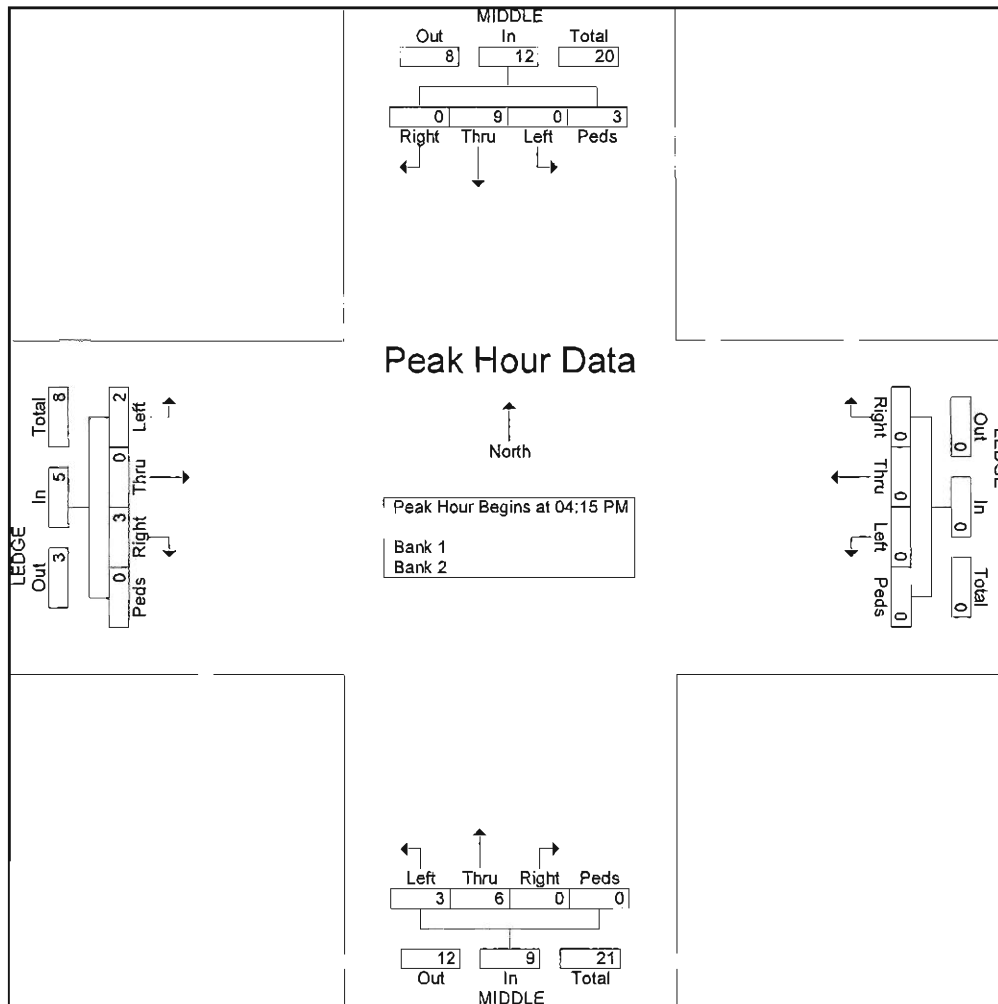 MIDDLE
Out In Total
8 12 20
0 9 0 3
Right Thru Left Peds
Peak Hour Data
North
Peak Hour Begins at 04:15 PM
Bank 1
Bank 2
LEDGE
Out In Total
3 5 8
2 0 3 0
Left Thru Right Peds
Right Thru Left Peds
0 0 0 0
Out In Total
0 0 0
LEDGE
Left Thru Right Peds
3 6 0 0
12 9 21
Out In Total
MIDDLE